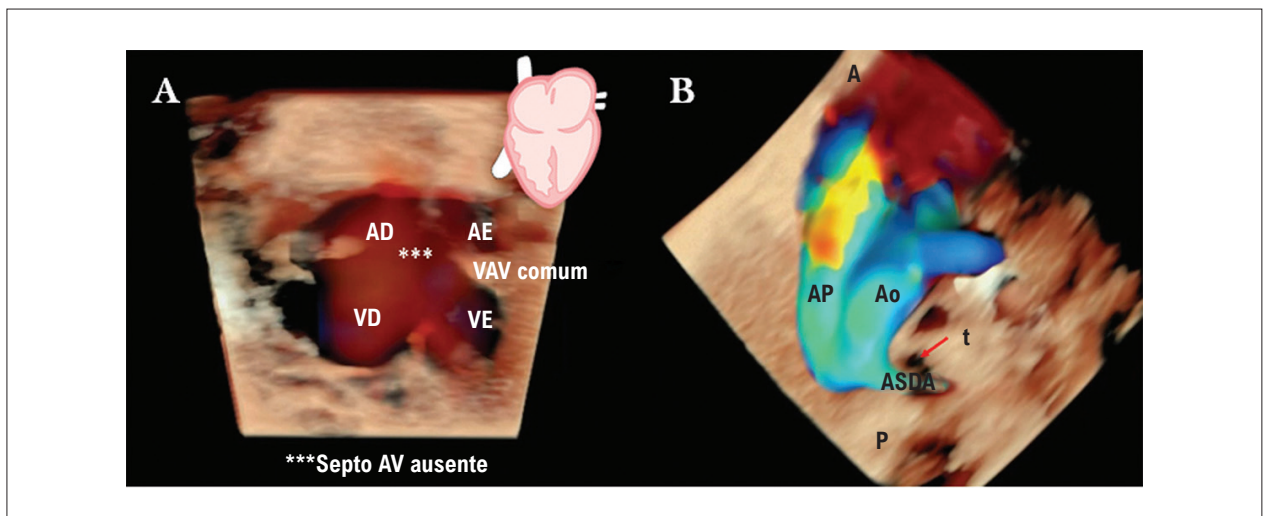 A
AD
AE
***
VAV comum
VD
VE
***Septo AV ausente
B
A
AP
Ao
t
ASDA
P